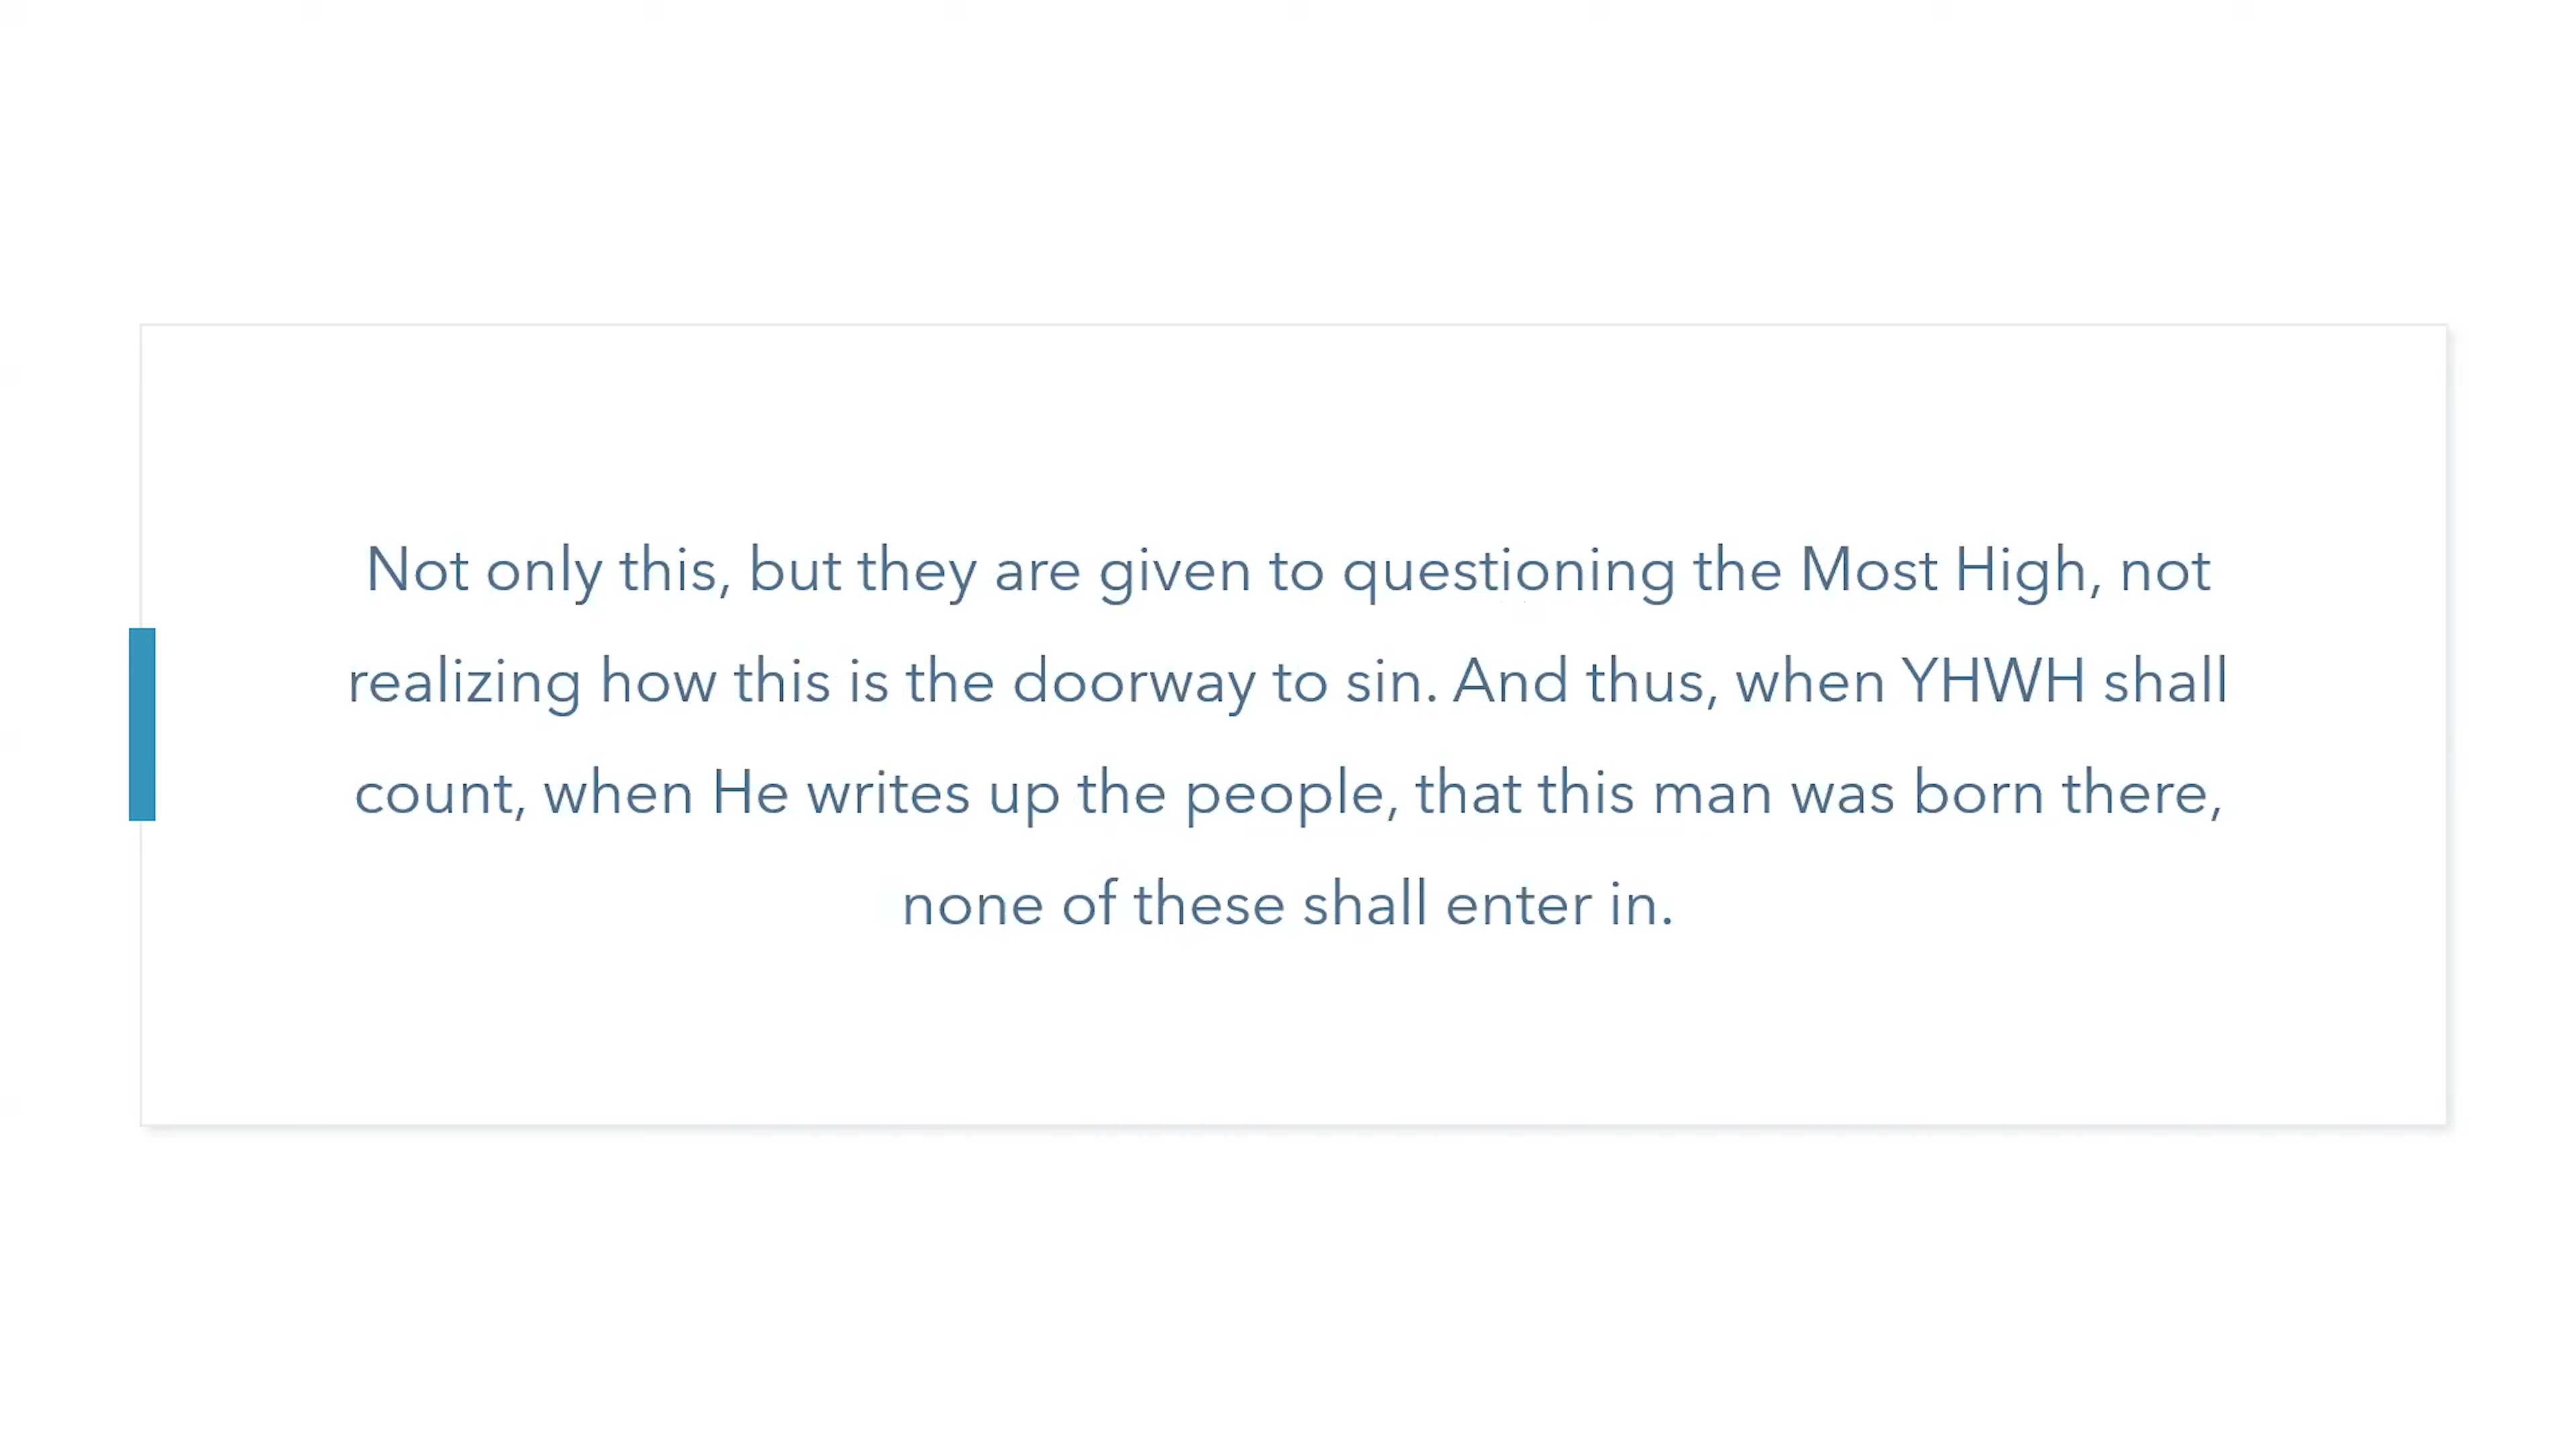 Not only this, but they are given to questioning the Most High, not
realizing how this is the doorway to sin. And thus, when YHWH shall
count, when He writes up the people, that this man was born there,
none of these shall enter in.